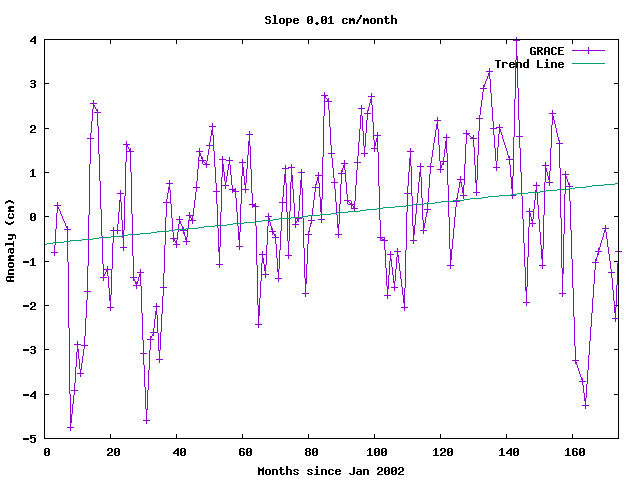 Slope 0.01 cm/month
GRACE
Trend Line
4
3
2
1
0
-1
-2
-3
-4
-5
Anomaly (cm)
0 20 40 60 80 100 120 140 160
Months since Jan 2002